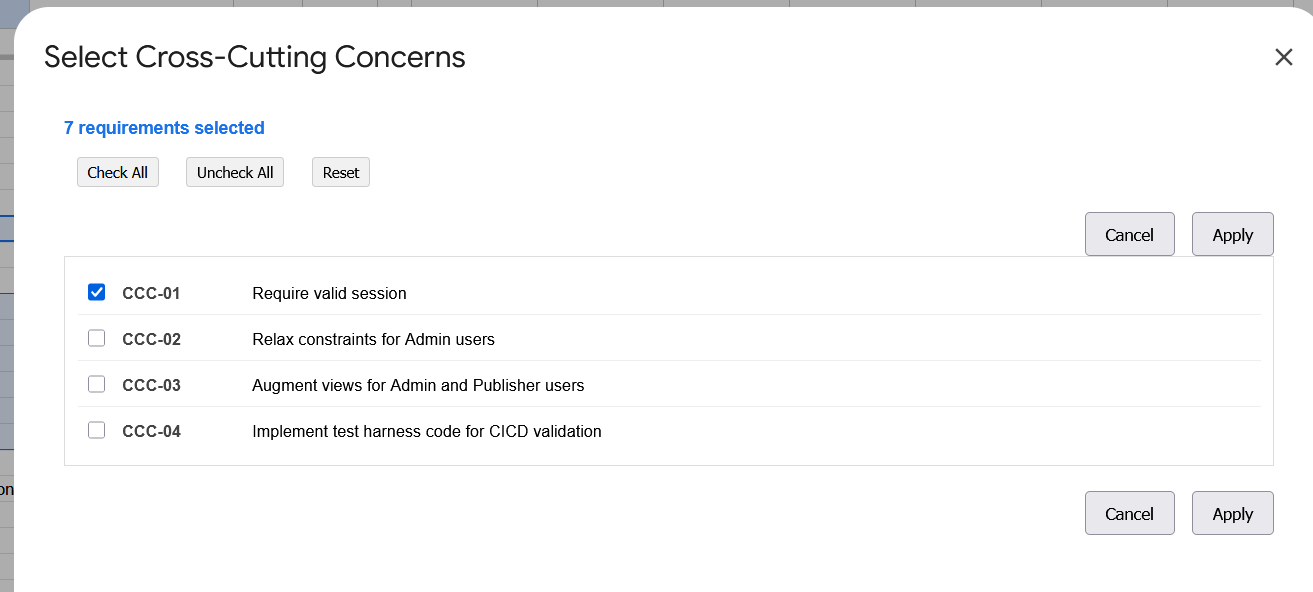 Select Cross-Cutting Concerns
7 requirements selected
Check All Uncheck All Reset
Cancel Apply
CCC-01 Require valid session
CCC-02 Relax constraints for Admin users
CCC-03 Augment views for Admin and Publisher users
CCC-04 Implement test harness code for CICD validation
on
Cancel Apply